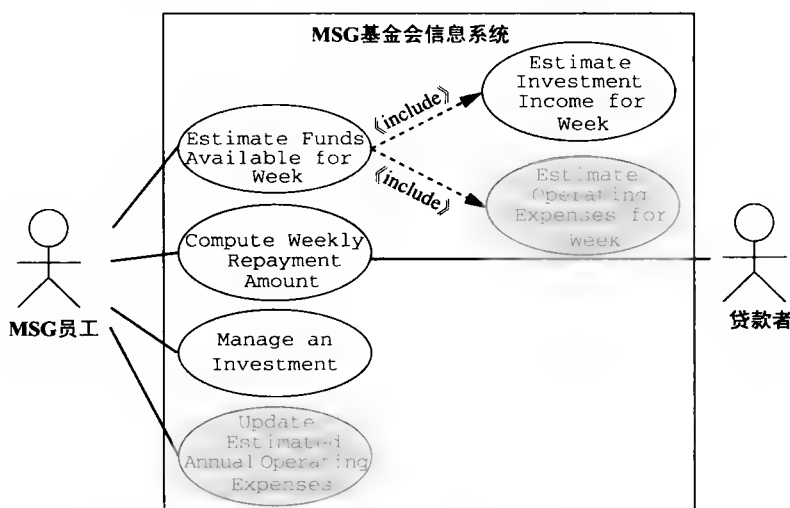 MSG基金会信息系统
Estimate
Investment
Income for
Week
《include》
Estimate Funds
Available for
Week
《include》
Estimate
Operating
Expenses for
Week
Compute Weekly
Repayment
Amount
MSG员工
贷款者
Manage an
Investment
Update
Estimated
Annual Operating
Expenses